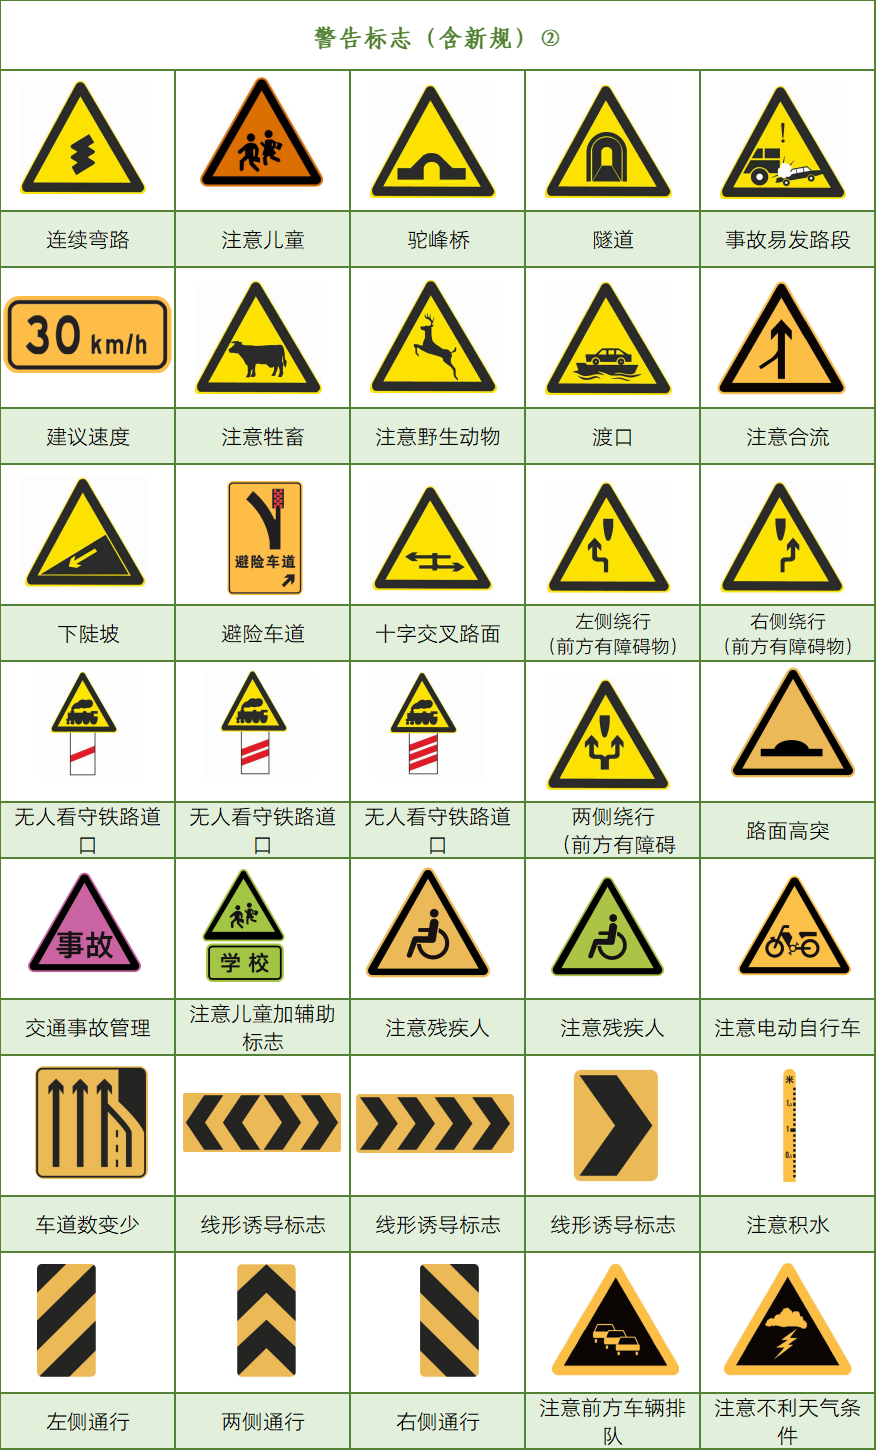 警告标志（含新规）②
连续弯路
注意儿童
驼峰桥
隧道
!
事故易发路段
30 km/h
建议速度
注意牲畜
注意野生动物
渡口
注意合流
下陡坡
避险车道
避险车道
十字交叉路面
左侧绕行
（前方有障碍物）
右侧绕行
（前方有障碍物）
无人看守铁路道
口
无人看守铁路道
口
无人看守铁路道
口
两侧绕行
（前方有障碍
路面高突
事故
交通事故管理
学校
注意儿童加辅助
标志
注意残疾人
注意残疾人
注意电动自行车
车道数变少
线形诱导标志
线形诱导标志
线形诱导标志
米
1
注意积水
左侧通行
两侧通行
右侧通行
注意前方车辆排
队
注意不利天气条
件